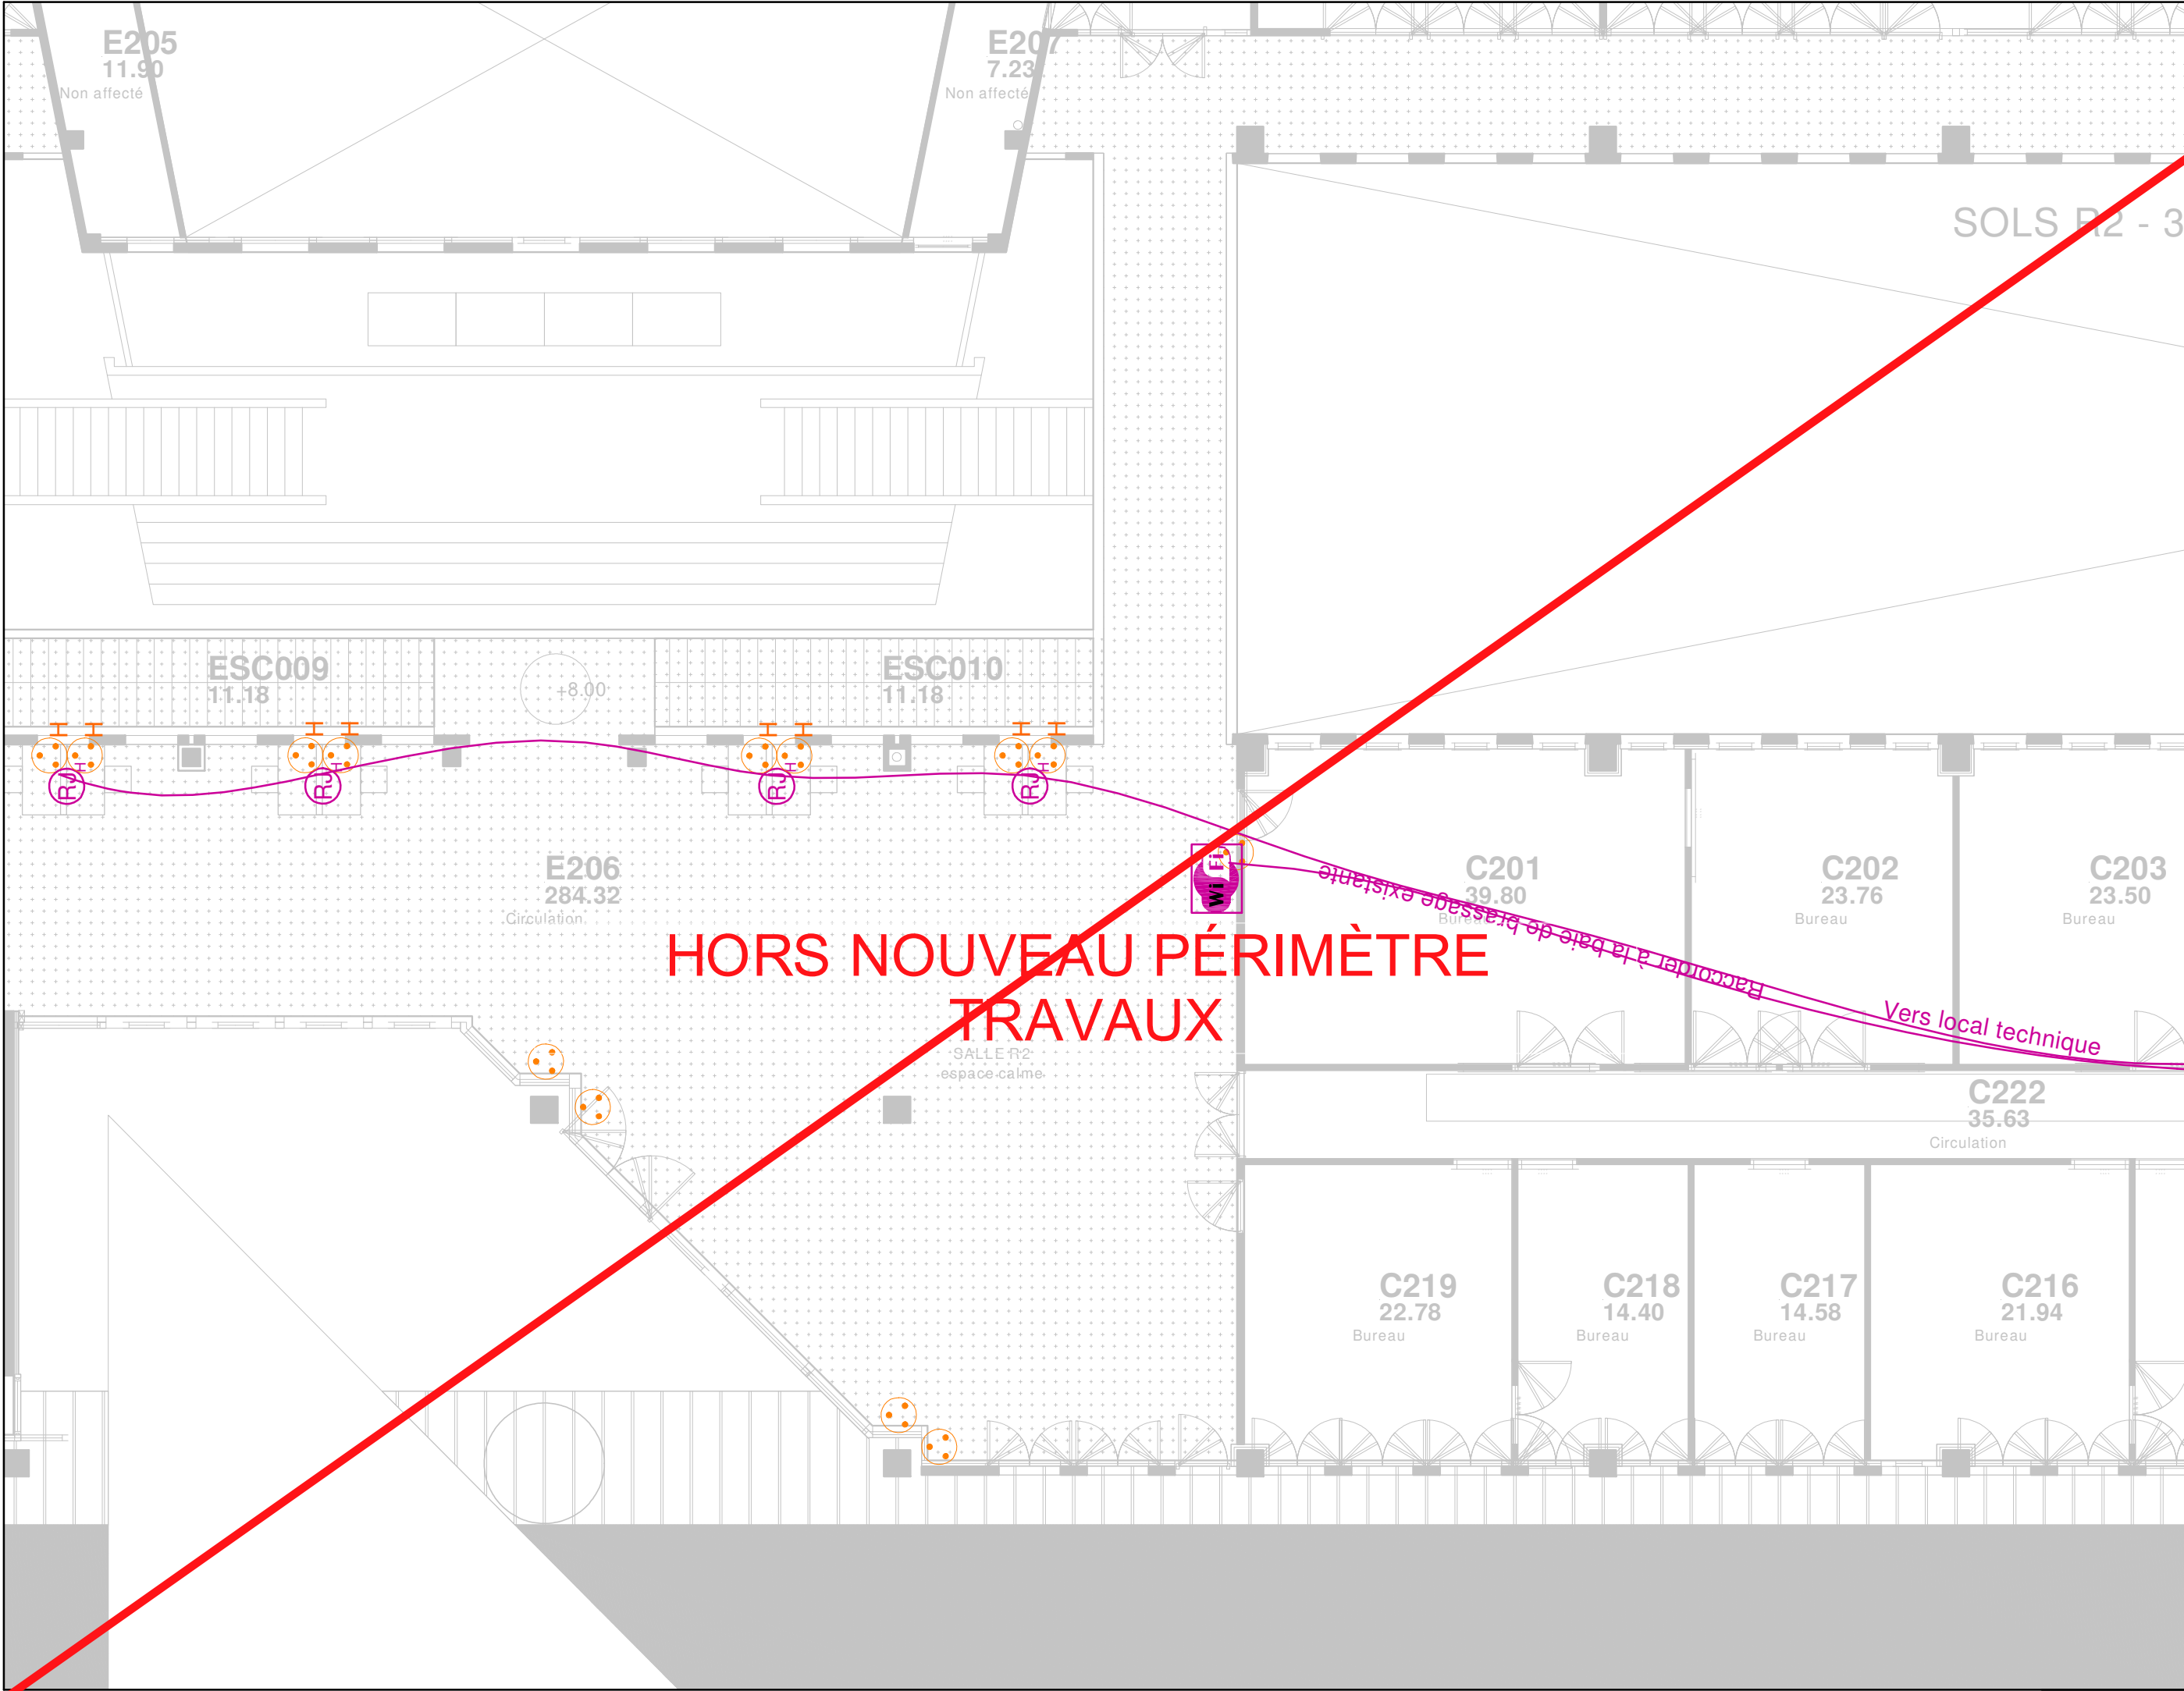 E205
11.90
Non affecté
E207
7.23
Non affecté
SOLS R2 - 3
ESC009
11.18
+8.00
ESC010
11.18
H H H H H H H H
RJ H
RJ H
RJ H
RJ H
E206
284.32
Circulation
Wi Fi
C201
39.80
Bureau
C202
23.76
Bureau
C203
23.50
Bureau
Raccorder à la baie de brassage existante
HORS NOUVEAU PÉRIMÈTRE
TRAVAUX
Vers local technique
SALLE R2
espace calme
C222
35.63
Circulation
C219
22.78
Bureau
C218
14.40
Bureau
C217
14.58
Bureau
C216
21.94
Bureau